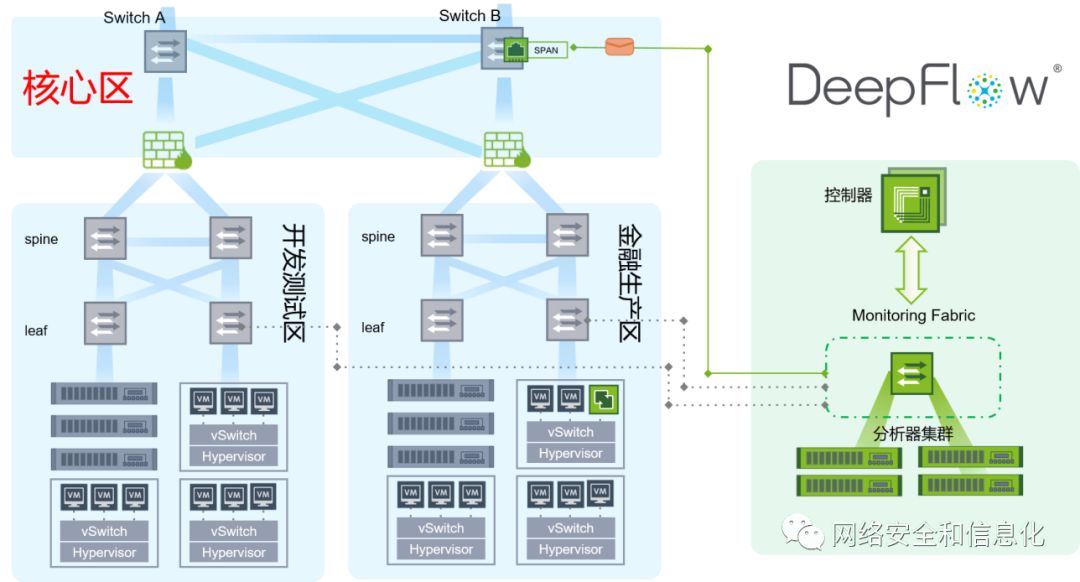 Switch A
Switch B
SPAN
核心区
DeepFlow®
spine
leaf
开发测试区
VM VM VM
vSwitch
Hypervisor
VM VM VM
vSwitch
Hypervisor
VM VM VM
vSwitch
Hypervisor
spine
leaf
金融生产区
VM VM
vSwitch
Hypervisor
VM VM VM
vSwitch
Hypervisor
VM VM VM
vSwitch
Hypervisor
控制器
Monitoring Fabric
分析器集群
网络安全和信息化